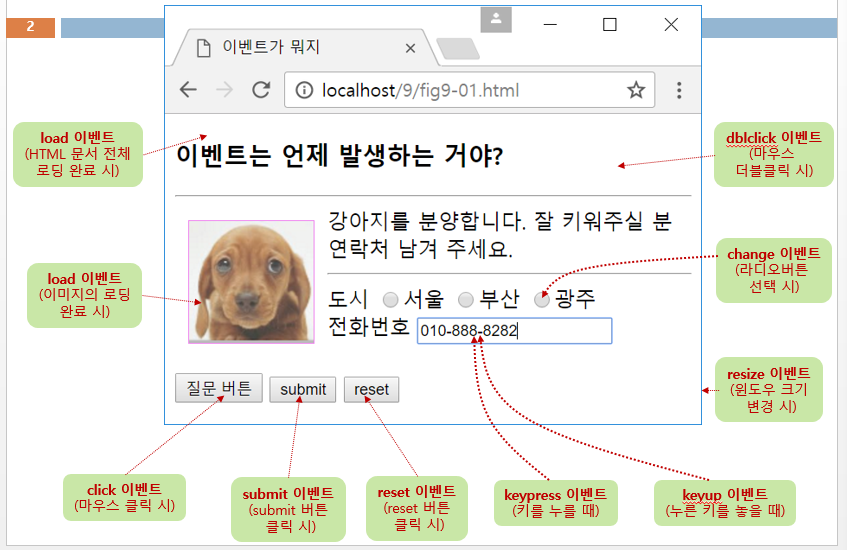 2
이벤트가 뭐지
localhost/9/fig9-01.html
load 이벤트
(HTML 문서 전체
로딩 완료 시)
이벤트는 언제 발생하는 거야?
dblclick 이벤트
(마우스
더블클릭 시)
강아지를 분양합니다. 잘 키워주실 분
연락처 남겨 주세요.
load 이벤트
(이미지의 로딩
완료 시)
change 이벤트
(라디오버튼
선택 시)
도시 서울 부산 광주
전화번호 010-888-8282
질문 버튼 submit reset
resize 이벤트
(윈도우 크기
변경 시)
click 이벤트
(마우스 클릭 시)
submit 이벤트
(submit 버튼
클릭 시)
reset 이벤트
(reset 버튼
클릭 시)
keypress 이벤트
(키를 누를 때)
keyup 이벤트
(누른 키를 놓을 때)